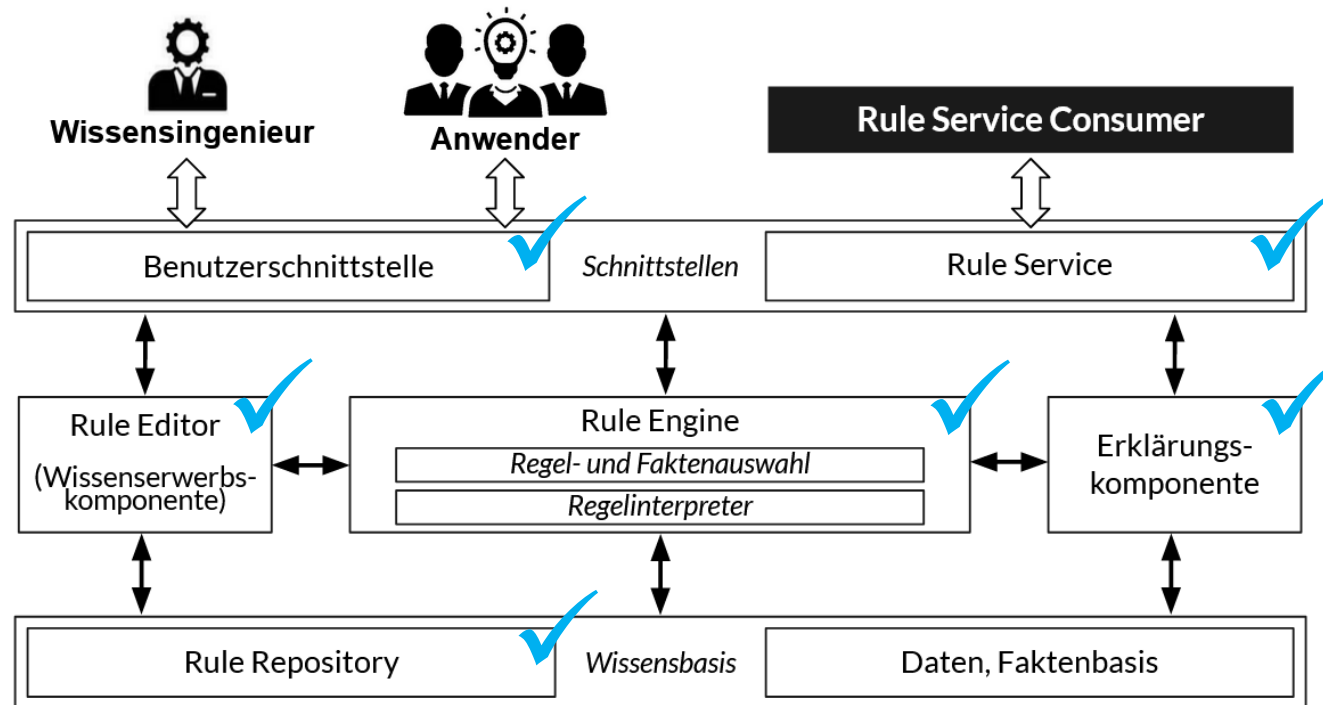 Wissensingenieur
Anwender
Rule Service Consumer
Benutzerschnittstelle
Schnittstellen
Rule Service
Rule Editor
(Wissenserwerbs-
komponente)
Rule Engine
Regel- und Faktenauswahl
Regelinterpreter
Erklärungs-
komponente
Rule Repository
Wissensbasis
Daten, Faktenbasis